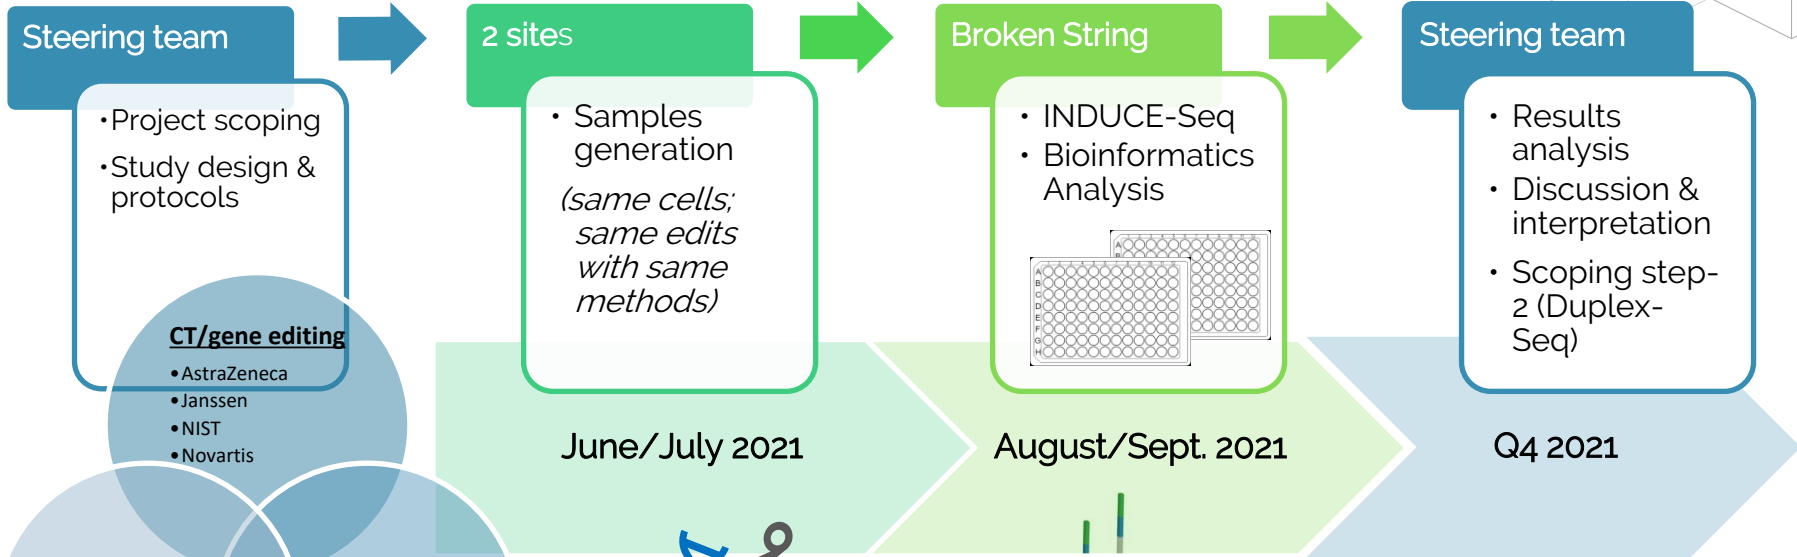 Steering team
•Project scoping
•Study design &
protocols
CT/gene editing
•AstraZeneca
•Janssen
•NIST
•Novartis
2 sites
• Samples
generation
(same cells;
same edits
with same
methods)
June/July 2021
Broken String
• INDUCE-Seq
• Bioinformatics
Analysis
A
B
C
D
E
F
G
H
August/Sept. 2021
Steering team
• Results
analysis
• Discussion &
interpretation
• Scoping step-
2 (Duplex-
Seq)
Q4 2021